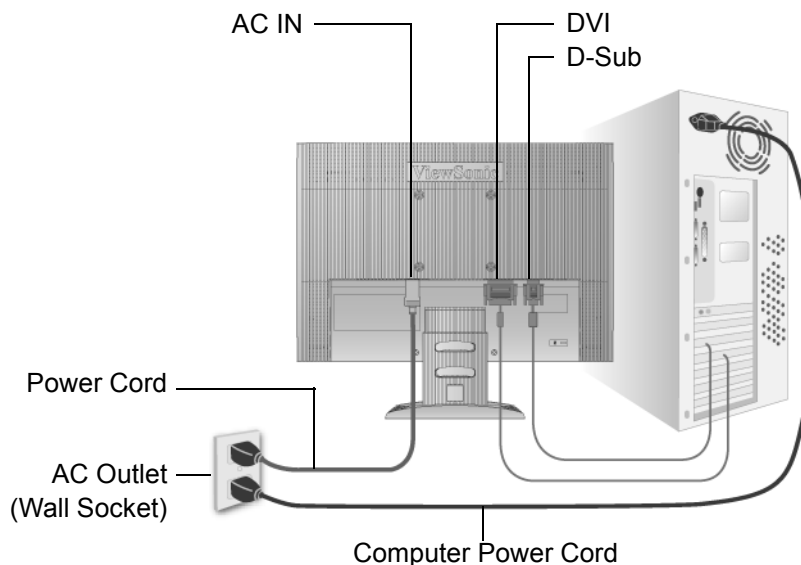 AC IN
DVI
D-Sub
ViewSonic
Power Cord
AC Outlet
(Wall Socket)
Computer Power Cord